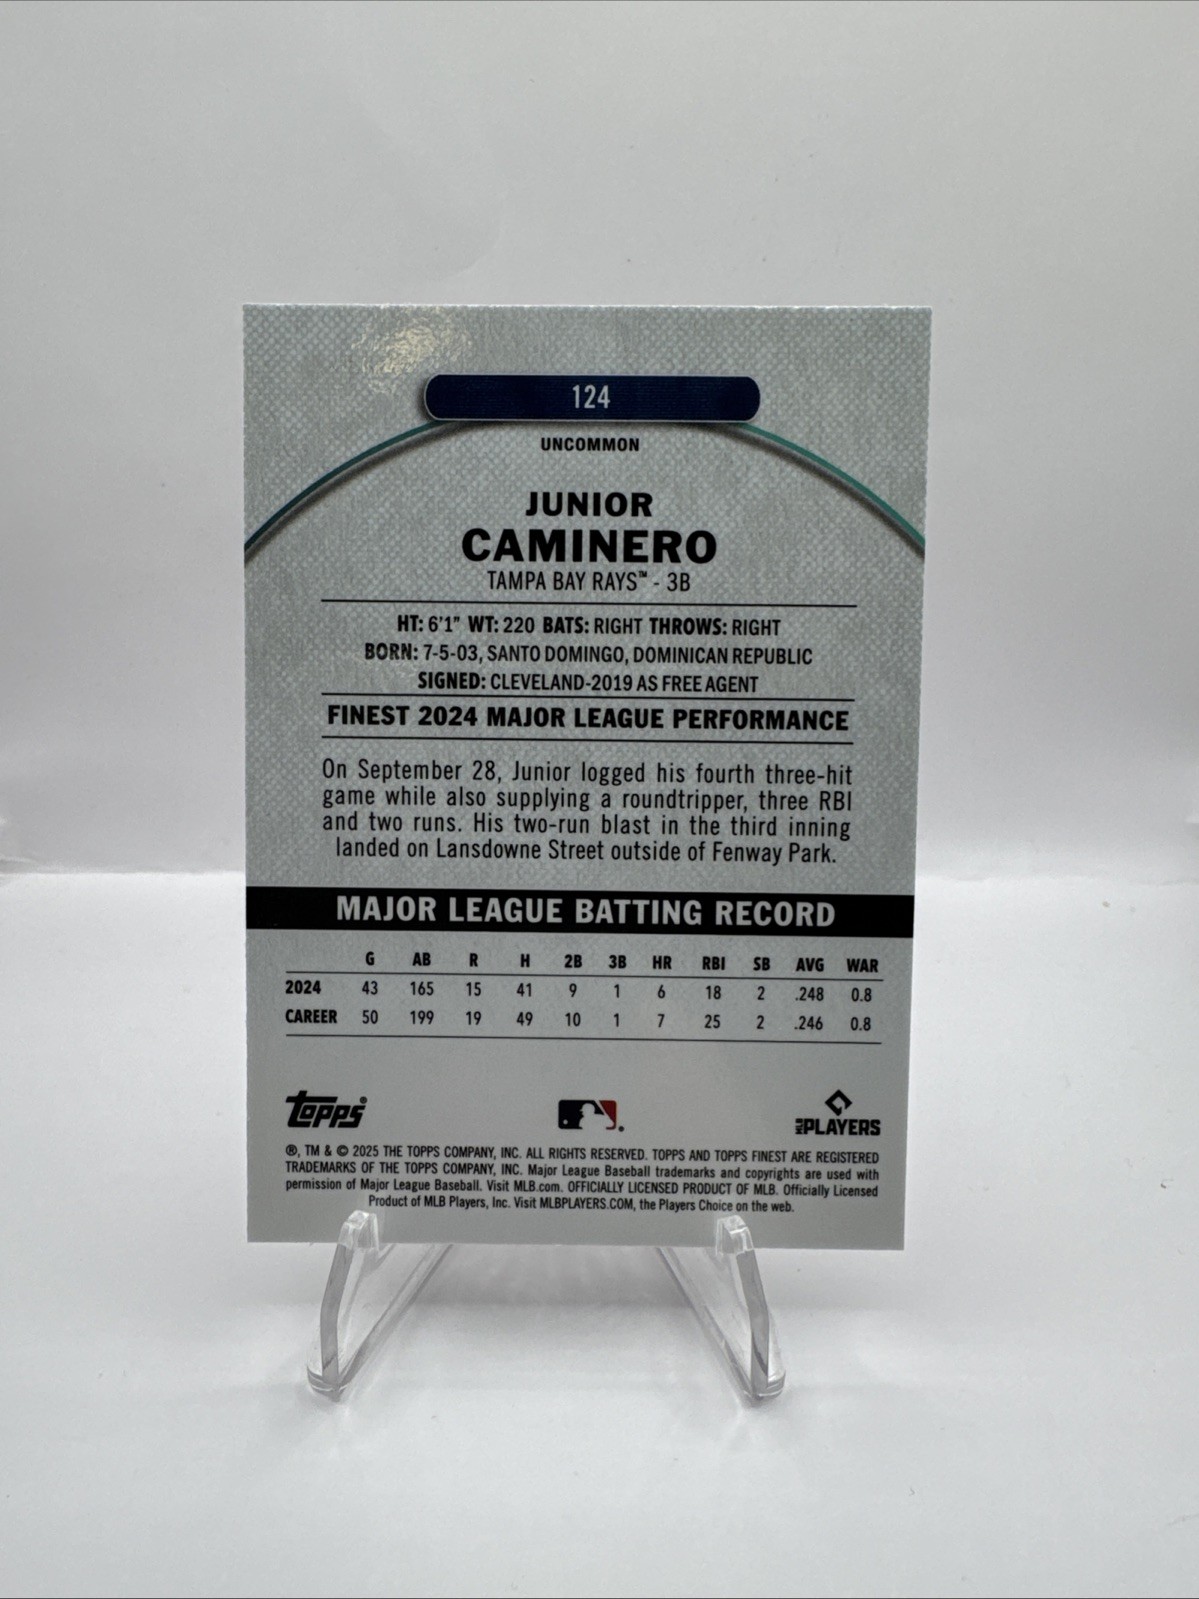 124
UNCOMMON
JUNIOR
CAMINERO
TAMPA BAY RAYS™ - 3B
HT: 6'1" WT: 220 BATS: RIGHT THROWS: RIGHT
BORN: 7-5-03, SANTO DOMINGO, DOMINICAN REPUBLIC
SIGNED: CLEVELAND-2019 AS FREE AGENT
FINEST 2024 MAJOR LEAGUE PERFORMANCE
On September 28, Junior logged his fourth three-hit
game while also supplying a roundtripper, three RBI
and two runs. His two-run blast in the third inning
landed on Lansdowne Street outside of Fenway Park.
MAJOR LEAGUE BATTING RECORD
G AB R H 2B 3B HR RBI SB AVG WAR
2024 43 165 15 41 9 1 6 18 2 .248 0.8
CAREER 50 199 19 49 10 1 7 25 2 .246 0.8
topps®
MLB PLAYERS
®, TM & © 2025 THE TOPPS COMPANY, INC. ALL RIGHTS RESERVED. TOPPS AND TOPPS FINEST ARE REGISTERED
TRADEMARKS OF THE TOPPS COMPANY, INC. Major League Baseball trademarks and copyrights are used with
permission of Major League Baseball. Visit MLB.com. OFFICIALLY LICENSED PRODUCT OF MLB. Officially Licensed
Product of MLB Players, Inc. Visit MLBPLAYERS.COM, the Players Choice on the web.